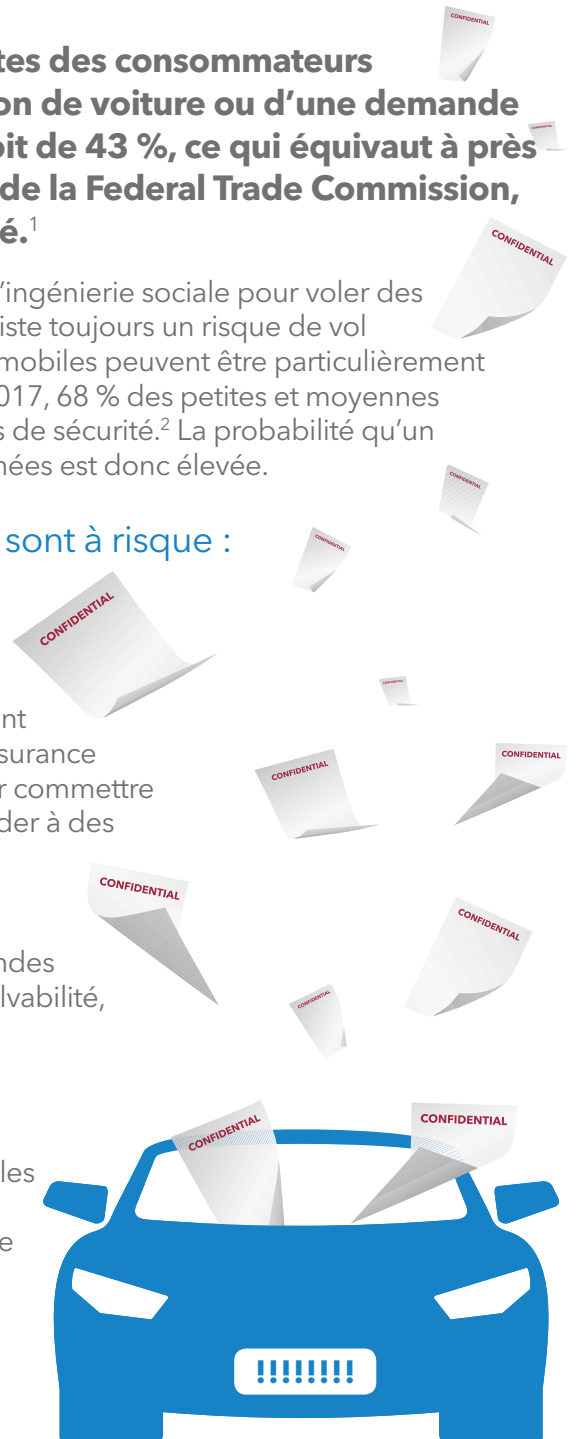 CONFIDENTIAL
tes des consommateurs
on de voiture ou d'une demande
oit de 43 %, ce qui équivaut à près
CONFIDENTIAL
de la Federal Trade Commission,
é.1
CONFIDENTIAL
'ingénierie sociale pour voler des
iste toujours un risque de vol
mobiles peuvent être particulièrement
017, 68 % des petites et moyennes
s de sécurité.2 La probabilité qu'un
nées est donc élevée.
CONFIDENTIAL
sont à risque :
CONFIDENTIAL
CONFIDENTIAL
CONFIDENTIAL
nt
surance
CONFIDENTIAL
CONFIDENTIAL
r commettre
der à des
CONFIDENTIAL
CONFIDENTIAL
ndes
lvabilité,
CONFIDENTIAL
CONFIDENTIAL
CONFIDENTIAL
les
e
!!!!!!!!